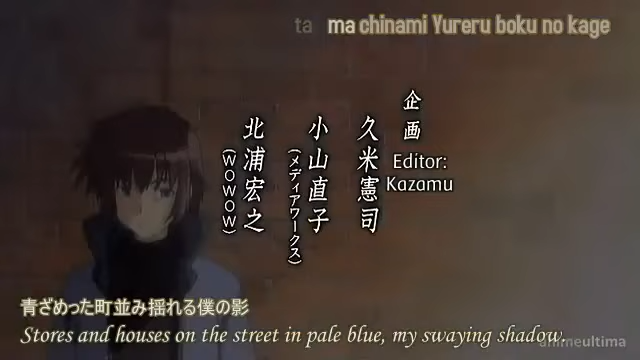 ta ma chinami Yureru boku no kage
企画
Editor:
Kazamu
久米憲司
小山直子
(メディアワークス)
北浦宏之
(WOWOW)
青ざめった町並み揺れる僕の影
Stores and houses on the street in pale blue, my swaying shadow.
animeultima